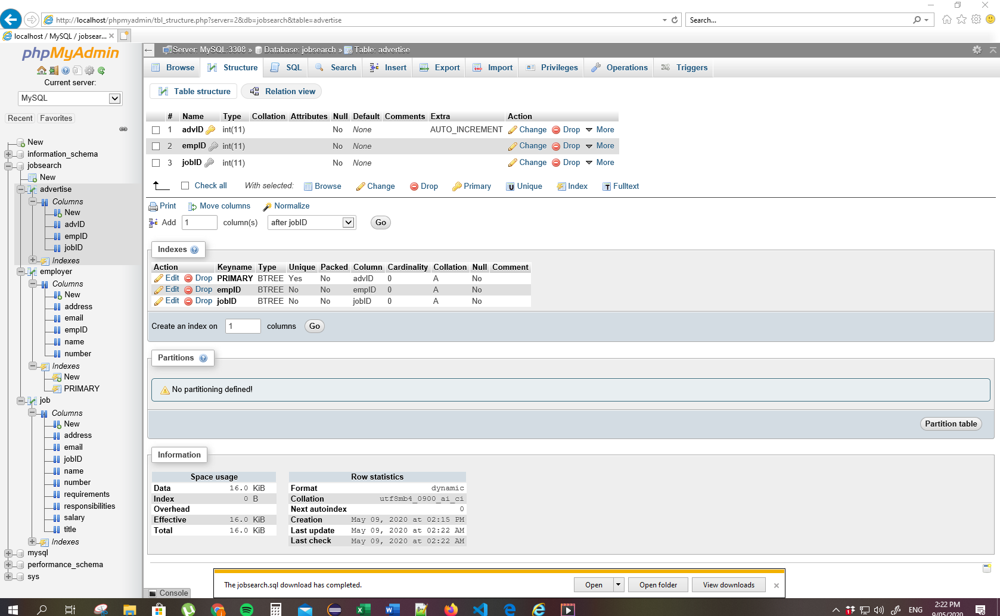 http://localhost/phpmyadmin/tbl_structure.php?server=2&db=jobsearch&table=advertise
Search...
localhost / MySQL / jobsear...
phpMyAdmin
Current server:
MySQL
Recent Favorites
New
information_schema
jobsearch
New
advertise
Columns
New
advID
empID
jobID
Indexes
employer
Columns
New
address
email
empID
name
number
Indexes
New
PRIMARY
job
Columns
New
address
email
jobID
name
number
requirements
responsibilities
salary
title
Indexes
mysql
performance_schema
sys
Server: MySQL:3308 » Database: jobsearch » Table: advertise
Browse Structure SQL Search Insert Export Import Privileges Operations Triggers
Table structure Relation view
# Name Type Collation Attributes Null Default Comments Extra Action
1 advID int(11) No None AUTO_INCREMENT Change Drop More
2 empID int(11) No None Change Drop More
3 jobID int(11) No None Change Drop More
Check all With selected: Browse Change Drop Primary Unique Index Fulltext
Print Move columns Normalize
Add 1 column(s) after jobID Go
Indexes
Action Keyname Type Unique Packed Column Cardinality Collation Null Comment
Edit Drop PRIMARY BTREE Yes No advID 0 A No
Edit Drop empID BTREE No No empID 0 A No
Edit Drop jobID BTREE No No jobID 0 A No
Create an index on 1 columns Go
Partitions
No partitioning defined!
Partition table
Information
Space usage
Data 16.0 KiB
Index 0 B
Overhead
Effective 16.0 KiB
Total 16.0 KiB
Row statistics
Format dynamic
Collation utf8mb4_0900_ai_ci
Next autoindex 0
Creation May 09, 2020 at 02:15 PM
Last update May 09, 2020 at 02:22 AM
Last check May 09, 2020 at 02:22 AM
Console
The jobsearch.sql download has completed.
Open Open folder View downloads
ENG
2:22 PM
9/05/2020